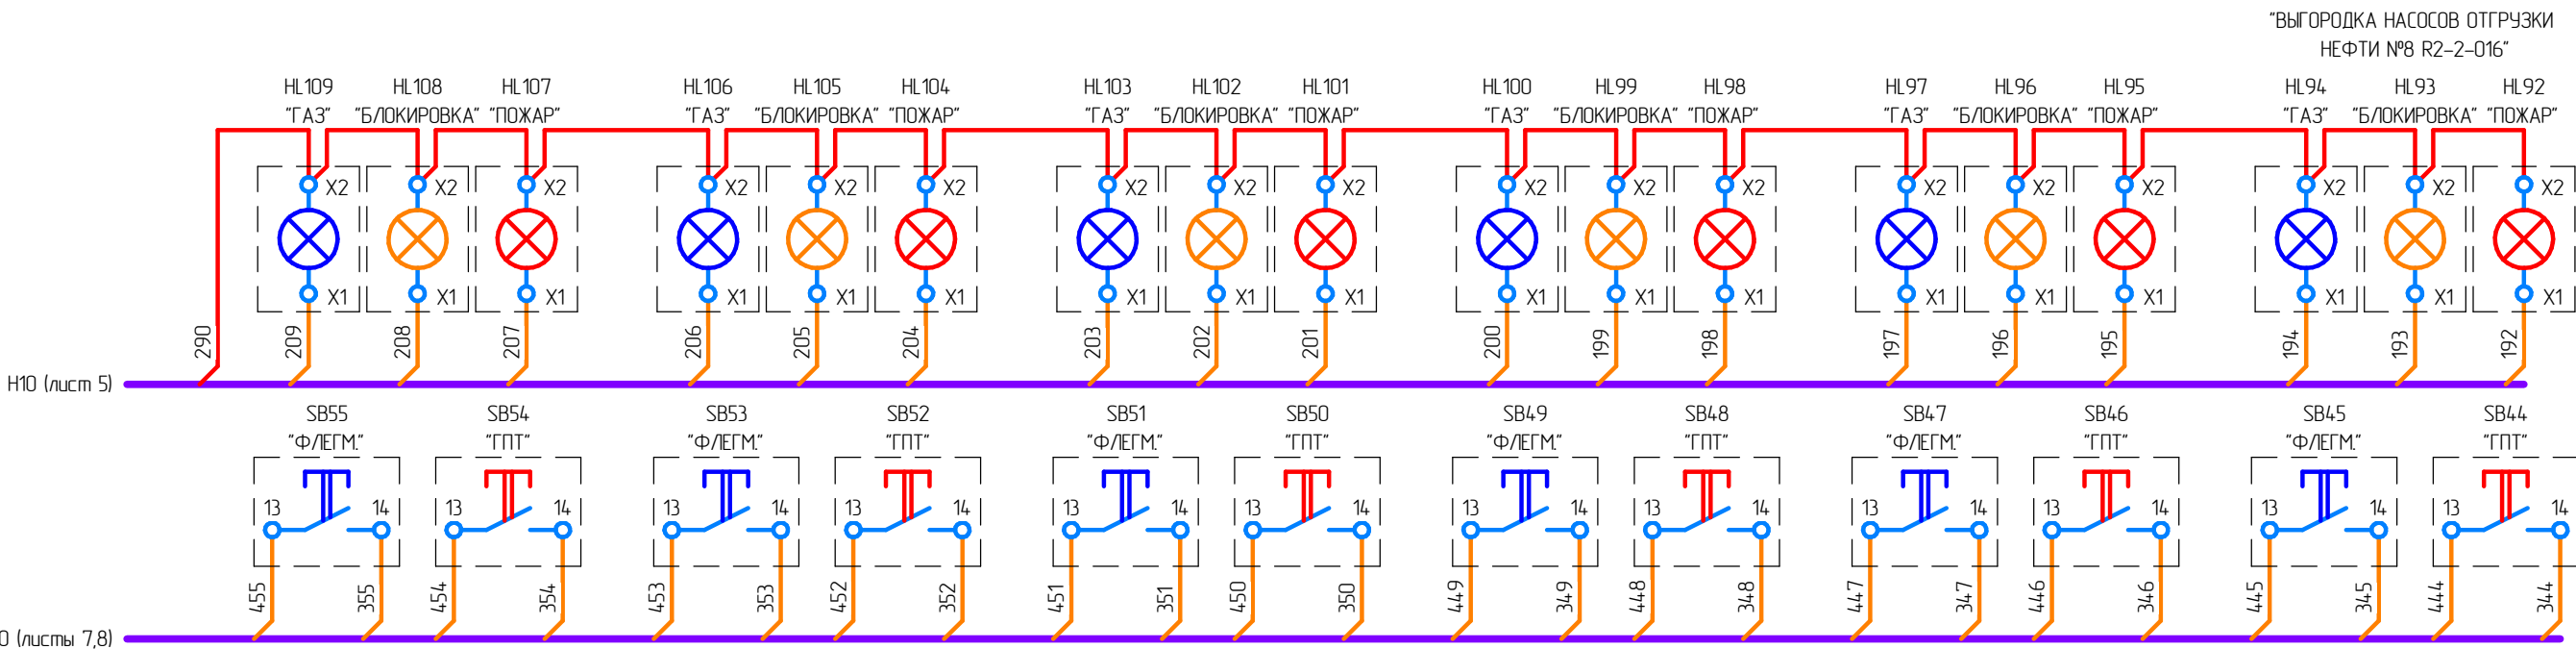 "ВЫГОРОДКА НАСОСОВ ОТГРУЗКИ
НЕФТИ №8 R2-2-016"
HL109 HL108 HL107 HL106 HL105 HL104 HL103 HL102 HL101 HL100 HL99 HL98 HL97 HL96 HL95 HL94 HL93 HL92
"ГАЗ" "БЛОКИРОВКА" "ПОЖАР" "ГАЗ" "БЛОКИРОВКА" "ПОЖАР" "ГАЗ" "БЛОКИРОВКА" "ПОЖАР" "ГАЗ" "БЛОКИРОВКА" "ПОЖАР" "ГАЗ" "БЛОКИРОВКА" "ПОЖАР" "ГАЗ" "БЛОКИРОВКА" "ПОЖАР"
X2 X2 X2 X2 X2 X2 X2 X2 X2 X2 X2 X2 X2 X2 X2 X2 X2 X2
X1 X1 X1 X1 X1 X1 X1 X1 X1 X1 X1 X1 X1 X1 X1 X1 X1 X1
290 209 208 207 206 205 204 203 202 201 200 199 198 197 196 195 194 193 192
Н10 (лист 5)
SB55 SB54 SB53 SB52 SB51 SB50 SB49 SB48 SB47 SB46 SB45 SB44
"ФЛЕГМ." "ГПТ" "ФЛЕГМ." "ГПТ" "ФЛЕГМ." "ГПТ" "ФЛЕГМ." "ГПТ" "ФЛЕГМ." "ГПТ" "ФЛЕГМ." "ГПТ"
13 14 13 14 13 14 13 14 13 14 13 14 13 14 13 14 13 14 13 14 13 14 13 14
455 355 454 354 453 353 452 352 451 351 450 350 449 349 448 348 447 347 446 346 445 345 444 344
0 (листы 7,8)